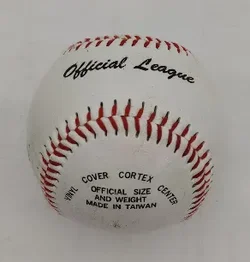 Official League
VINYL COVER CORTEX CENTER
OFFICIAL SIZE
AND WEIGHT
MADE IN TAIWAN